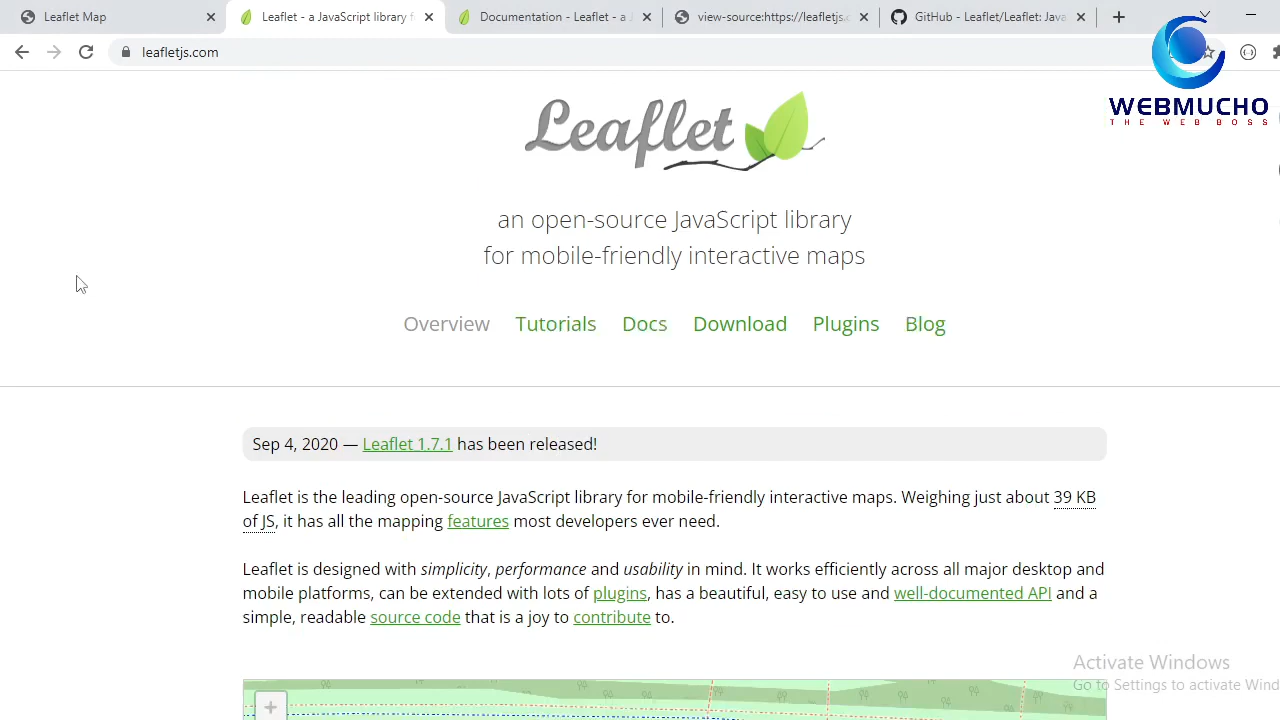 Leaflet Map
Leaflet - a JavaScript library f
Documentation - Leaflet - a J
view-source:https://leafletjs.c
GitHub - Leaflet/Leaflet: Java
leafletjs.com
WEBMUCHO
THE WEB BOSS
Leaflet
an open-source JavaScript library
for mobile-friendly interactive maps
Overview Tutorials Docs Download Plugins Blog
Sep 4, 2020 — Leaflet 1.7.1 has been released!
Leaflet is the leading open-source JavaScript library for mobile-friendly interactive maps. Weighing just about 39 KB
of JS, it has all the mapping features most developers ever need.
Leaflet is designed with simplicity, performance and usability in mind. It works efficiently across all major desktop and
mobile platforms, can be extended with lots of plugins, has a beautiful, easy to use and well-documented API and a
simple, readable source code that is a joy to contribute to.
+
Activate Windows
Go to Settings to activate Wind